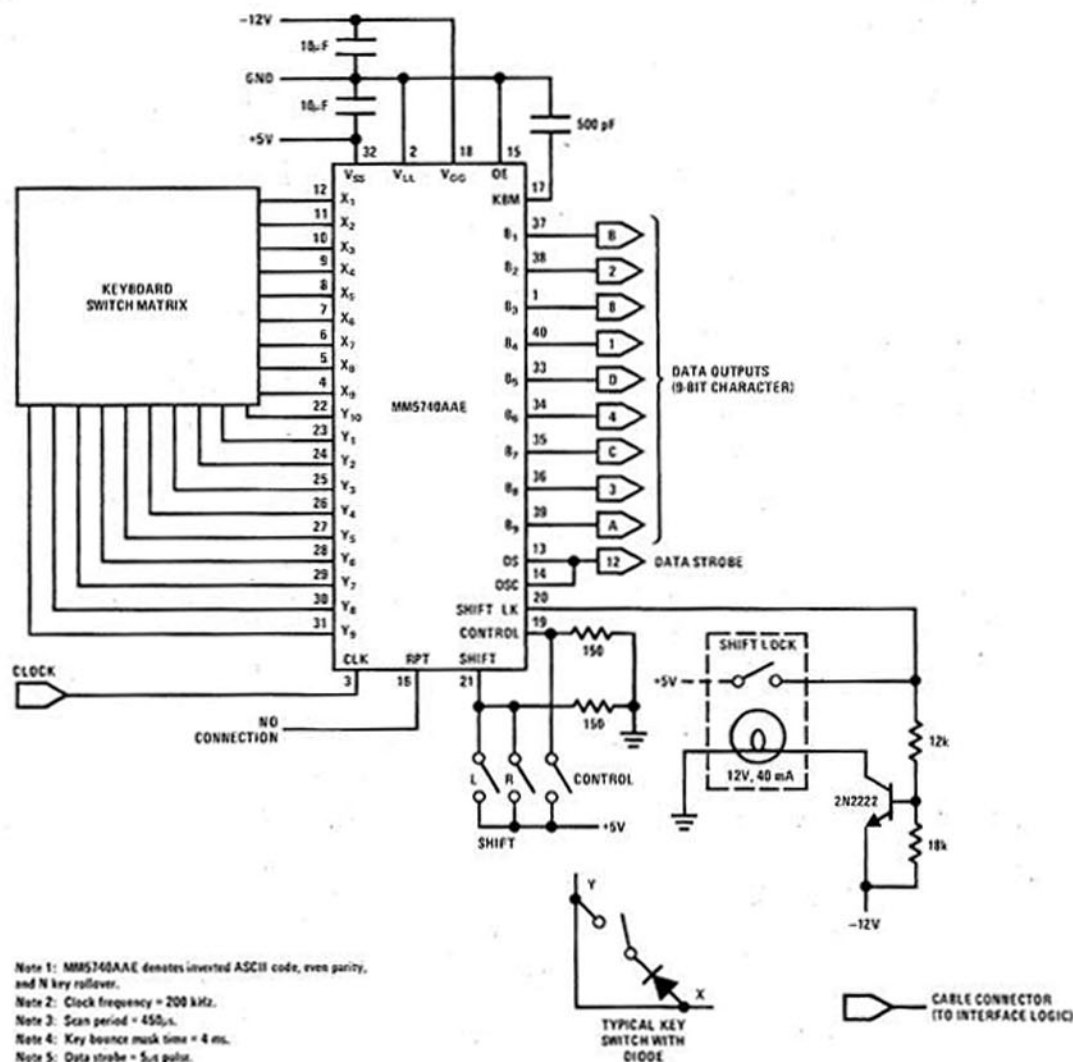 -12V
10µF
GND
10µF
+5V
500 pF
32
2
18
15
VSS
VLL
VGG
OE
17
KBM
KEYBOARD
SWITCH MATRIX
12
X1
11
X2
10
X3
9
X4
8
X5
7
X6
6
X7
5
X8
4
X9
22
Y10
23
Y1
24
Y2
25
Y3
26
Y4
27
Y5
28
Y6
29
Y7
30
Y8
31
Y9
MM5740AAE
B1
37
B
B2
38
2
B3
1
8
B4
40
1
B5
33
D
B6
34
4
B7
35
C
B8
36
3
B9
39
A
DATA OUTPUTS
(9-BIT CHARACTER)
DS
13
12
DATA STROBE
DSC
14
SHIFT LK
20
CONTROL
19
CLK
RPT
SHIFT
3
16
21
CLOCK
NO
CONNECTION
150
150
L
R
CONTROL
+5V
SHIFT
SHIFT LOCK
+5V
12V, 40 mA
12k
2N2222
18k
-12V
Y
X
TYPICAL KEY
SWITCH WITH
DIODE
CABLE CONNECTOR
(TO INTERFACE LOGIC)
Note 1: MM5740AAE denotes inverted ASCII code, even parity,
and N key rollover.
Note 2: Clock frequency = 200 kHz.
Note 3: Scan period = 450µs.
Note 4: Key bounce mask time = 4 ms.
Note 5: Data strobe = 5µs pulse.